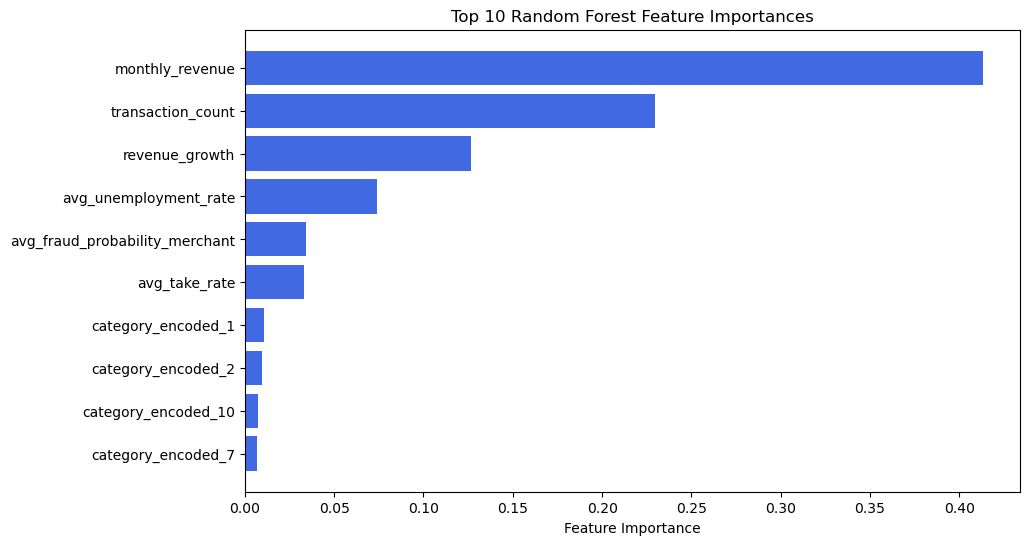 Top 10 Random Forest Feature Importances
monthly_revenue
transaction_count
revenue_growth
avg_unemployment_rate
avg_fraud_probability_merchant
avg_take_rate
category_encoded_1
category_encoded_2
category_encoded_10
category_encoded_7
0.00 0.05 0.10 0.15 0.20 0.25 0.30 0.35 0.40
Feature Importance